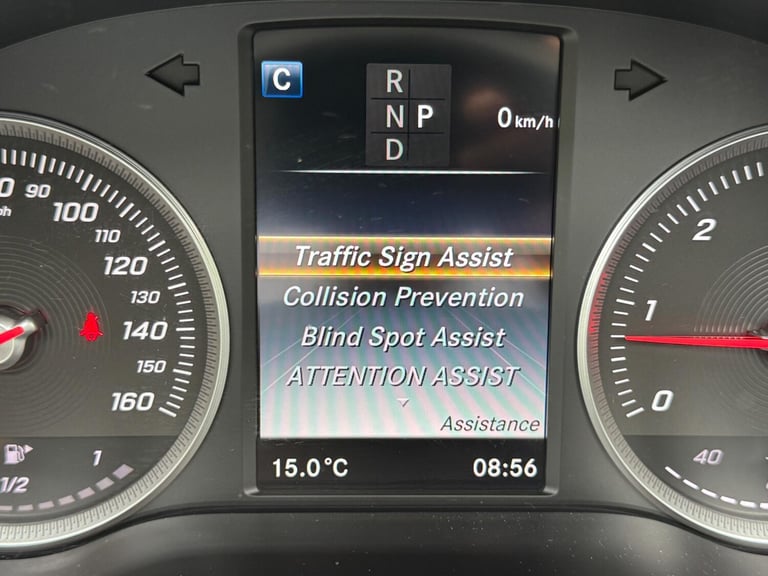 C
R
N P
D
0 km/h
Traffic Sign Assist
Collision Prevention
Blind Spot Assist
ATTENTION ASSIST
Assistance
15.0°C
08:56
90
100
110
120
130
140
150
160
1/2
1
2
1
0
40